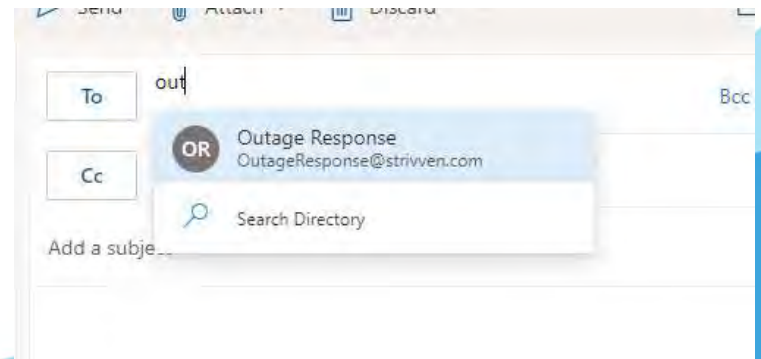 Send Attach Discard
To out Bcc
OR Outage Response
OutageResponse@strivven.com
Cc
Search Directory
Add a subje